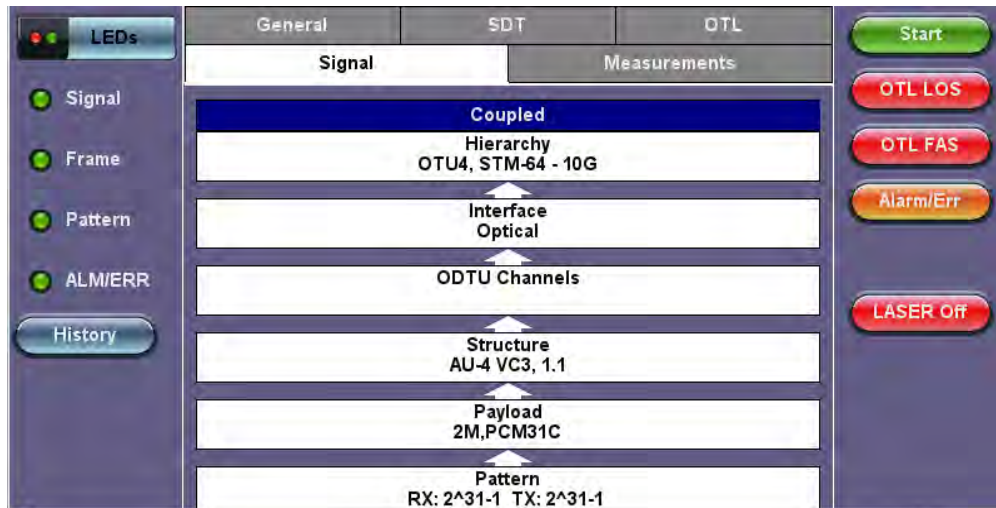 LEDs
Signal
Frame
Pattern
ALM/ERR
History
General
SDT
OTL
Signal
Measurements
Coupled
Hierarchy
OTU4, STM-64 - 10G
Interface
Optical
ODTU Channels
Structure
AU-4 VC3, 1.1
Payload
2M,PCM31C
Pattern
RX: 2^31-1 TX: 2^31-1
Start
OTL LOS
OTL FAS
Alarm/Err
LASER Off